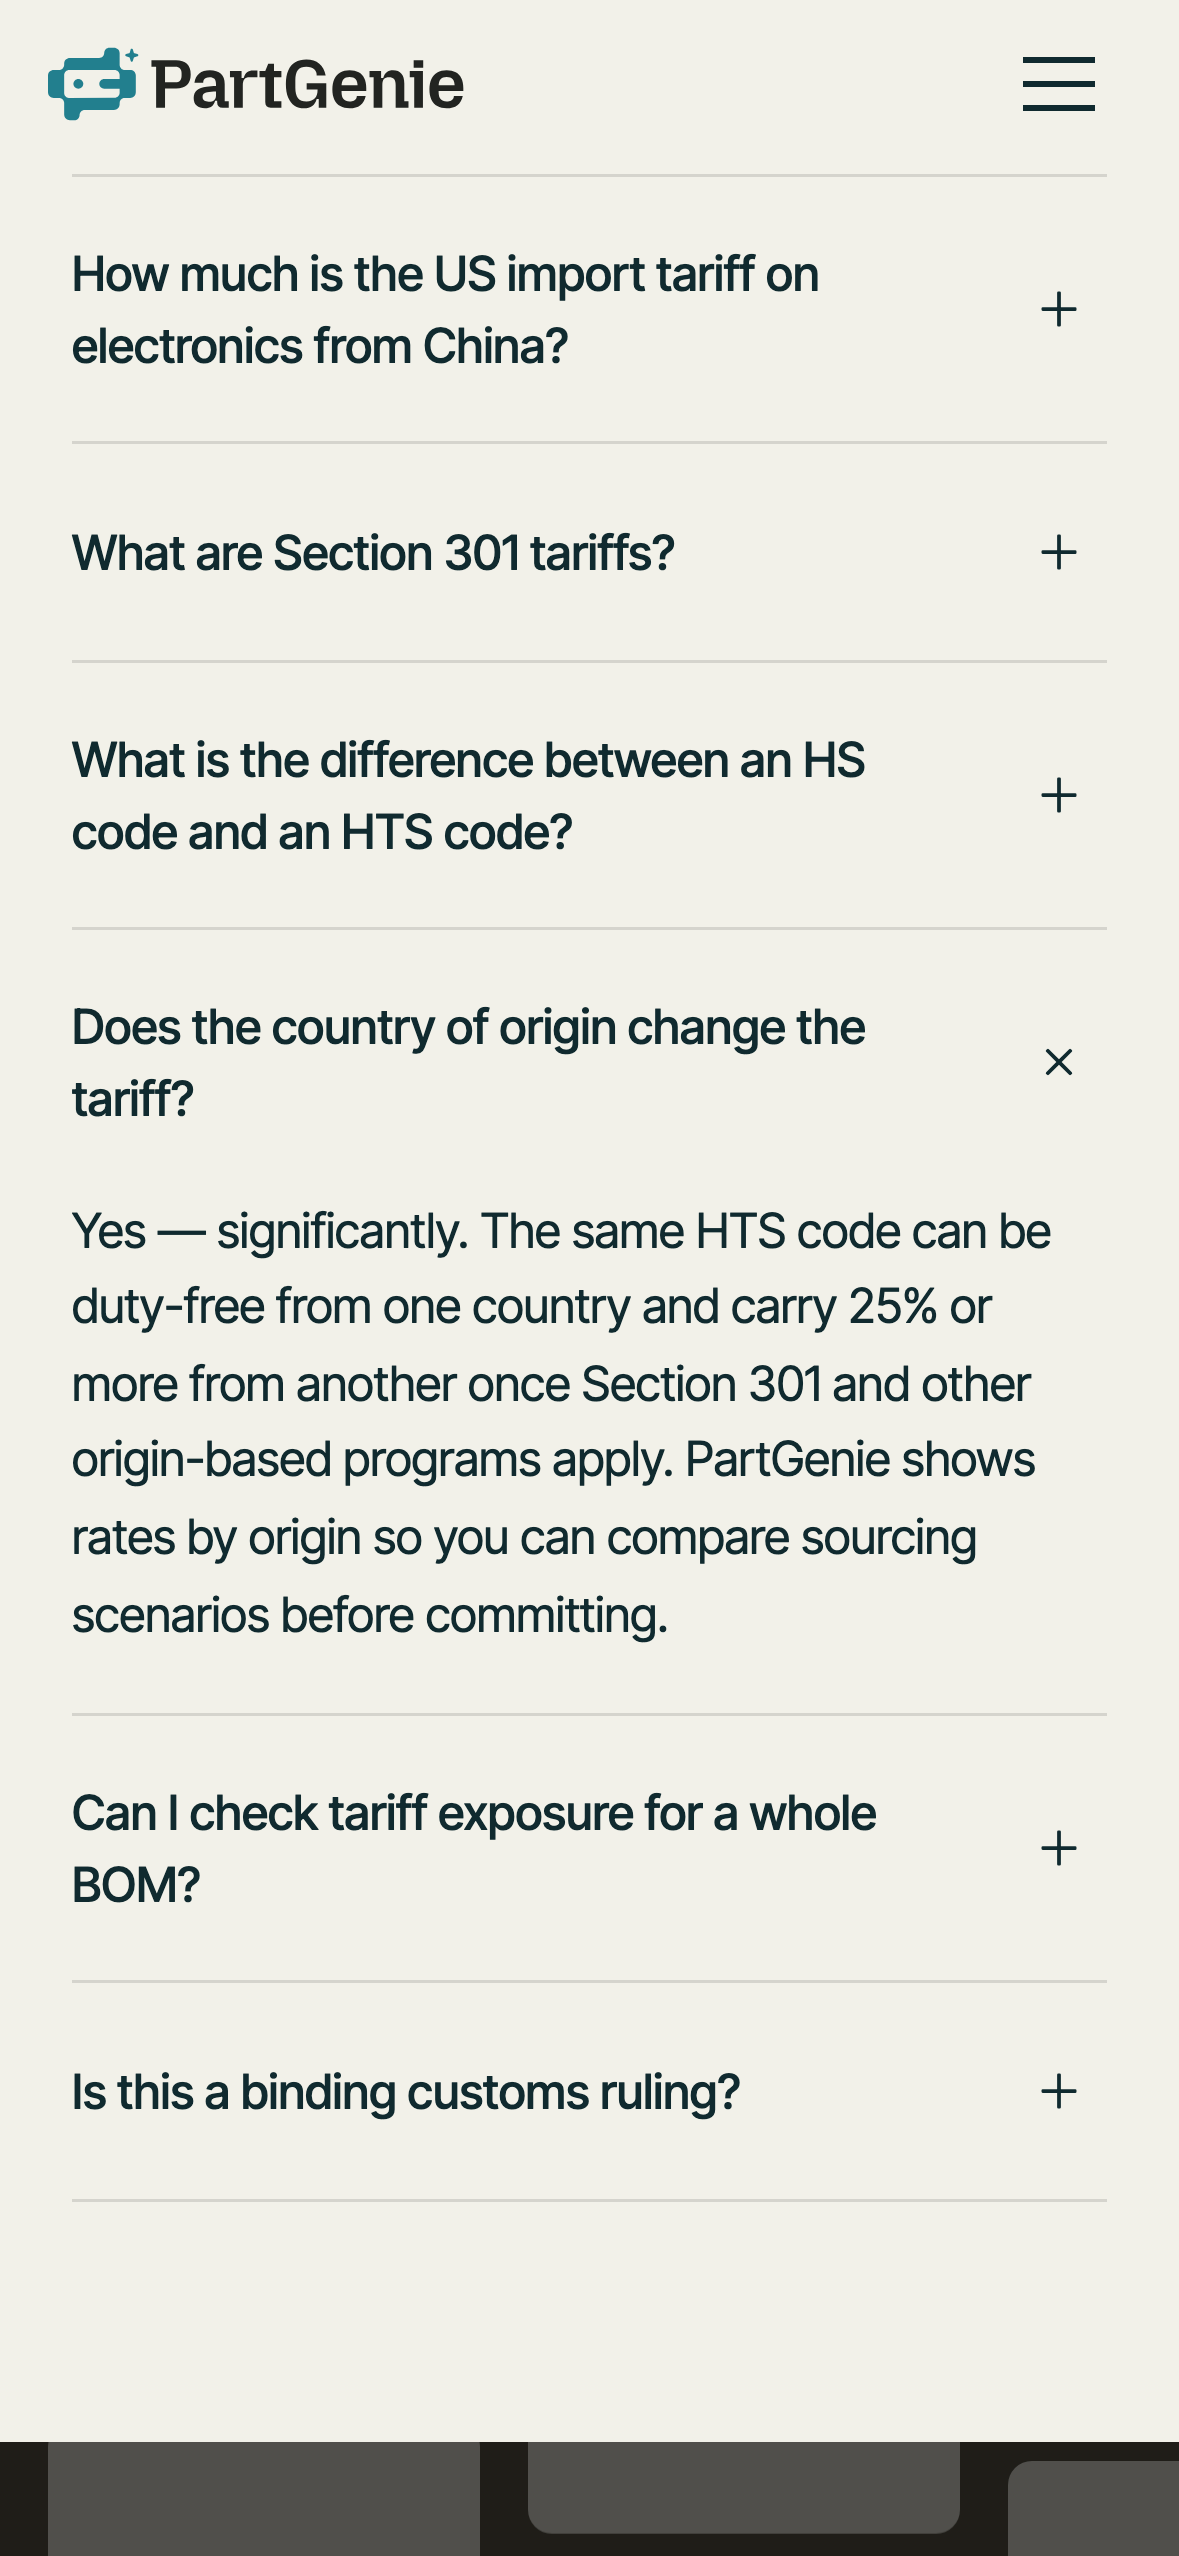 PartGenie
How much is the US import tariff on
electronics from China?
What are Section 301 tariffs?
What is the difference between an HS
code and an HTS code?
Does the country of origin change the
tariff?
Yes — significantly. The same HTS code can be
duty-free from one country and carry 25% or
more from another once Section 301 and other
origin-based programs apply. PartGenie shows
rates by origin so you can compare sourcing
scenarios before committing.
Can I check tariff exposure for a whole
BOM?
Is this a binding customs ruling?